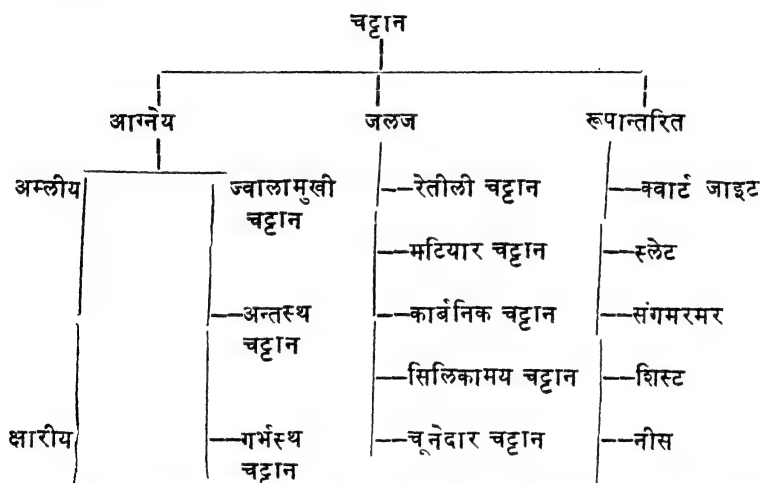 चट्टान
आग्नेय जलज रूपान्तरित
अम्लीय ज्वालामुखी रेतीली चट्टान क्वार्ट जाइट
चट्टान
मटियार चट्टान स्लेट
अन्तस्थ कार्बनिक चट्टान संगमरमर
चट्टान
सिलिकामय चट्टान शिस्ट
क्षारीय गर्भस्थ चूनेदार चट्टान नीस
चट्टान